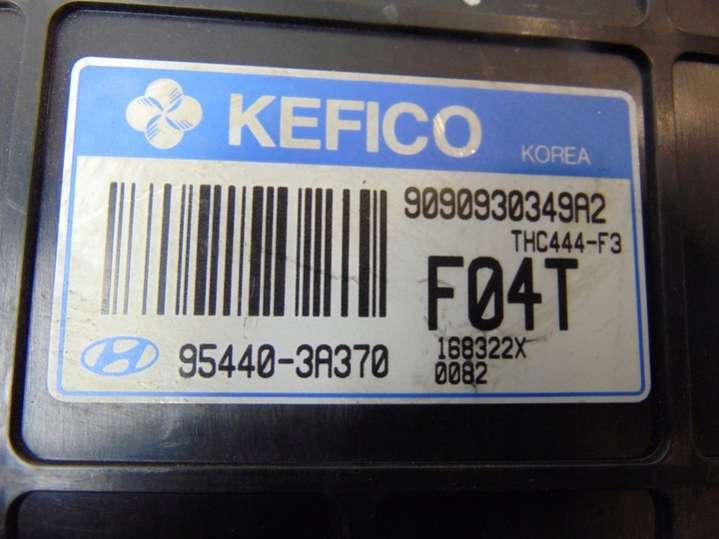 KEFICO
KOREA
9090930349A2
THC444-F3
F04T
168322X
0082
95440-3A370